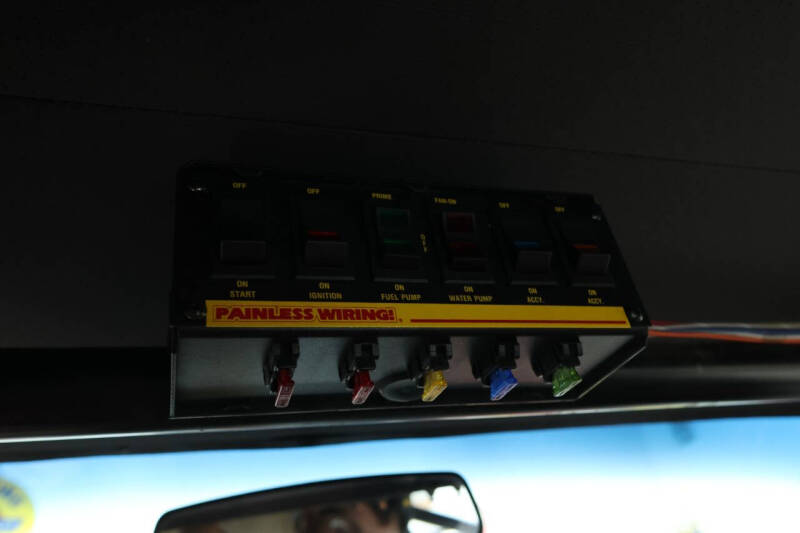 OFF OFF PRIME FAN-ON OFF OFF
OFF
ON ON ON ON ON ON
START IGNITION FUEL PUMP WATER PUMP ACCY. ACCY.
PAINLESS WIRING!